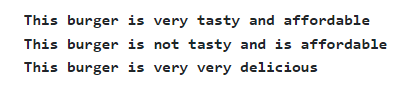 This burger is very tasty and affordable
This burger is not tasty and is affordable
This burger is very very delicious